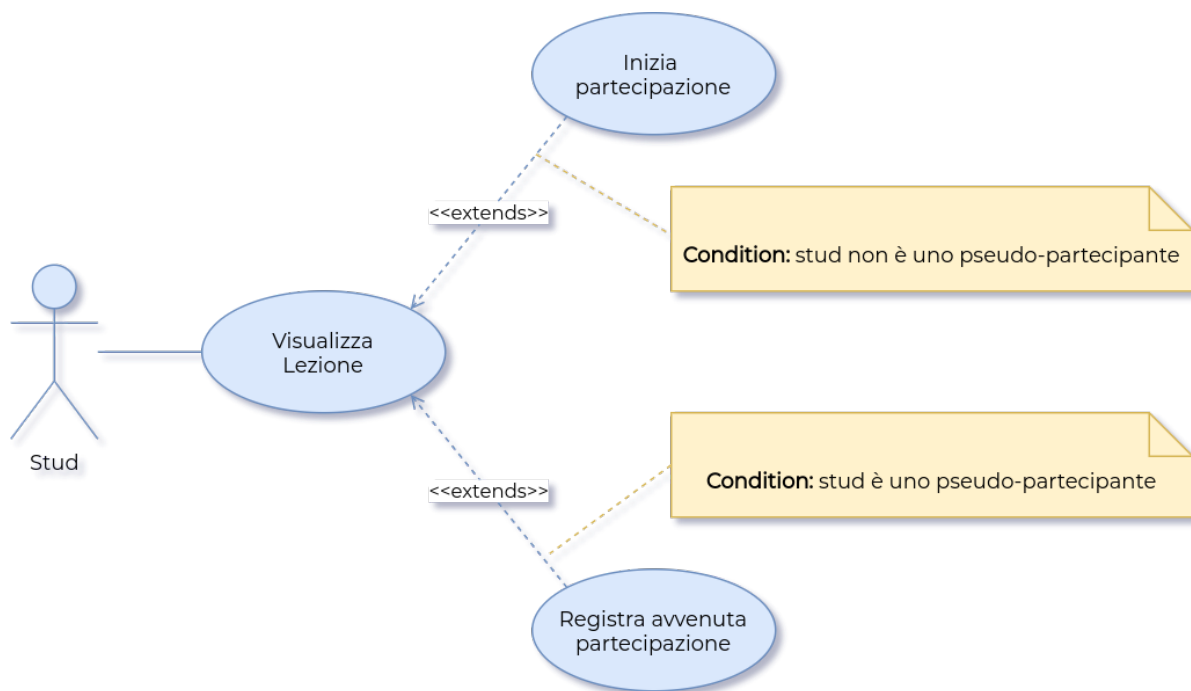 Inizia
partecipazione
<<extends>>
Condition: stud non è uno pseudo-partecipante
Visualizza
Lezione
Stud
Condition: stud è uno pseudo-partecipante
<<extends>>
Registra avvenuta
partecipazione